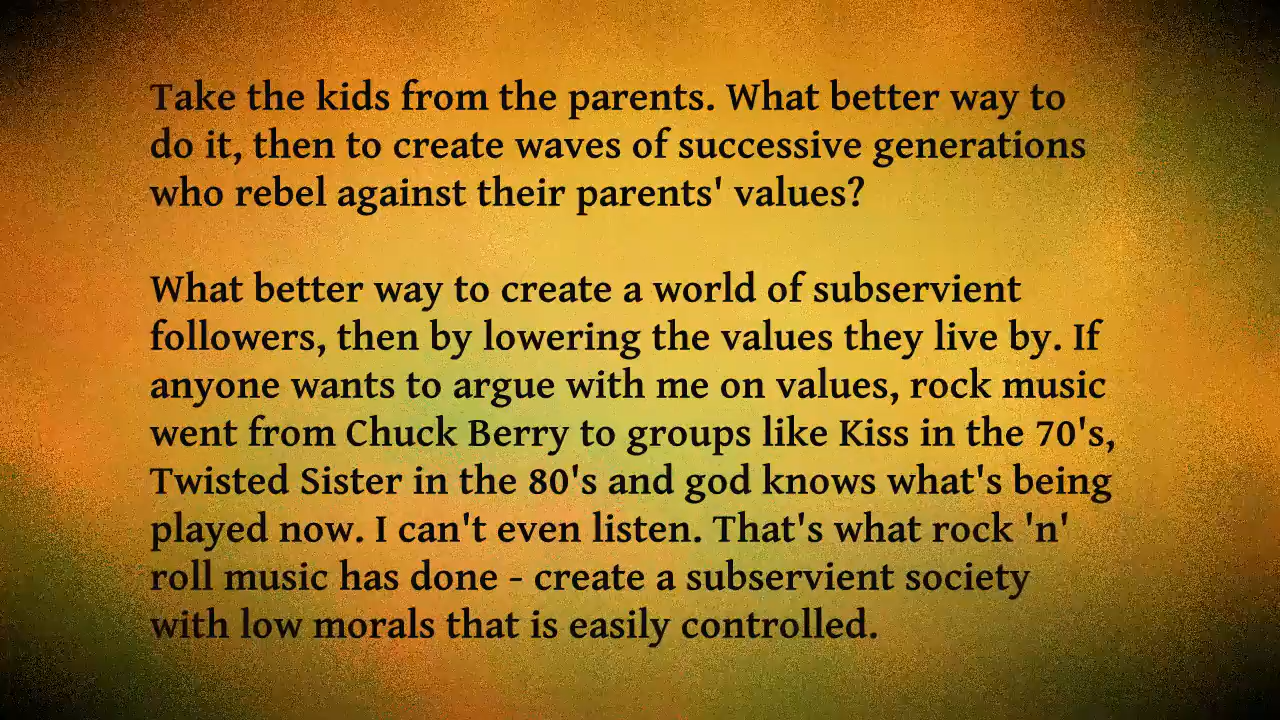 Take the kids from the parents. What better way to
do it, then to create waves of successive generations
who rebel against their parents' values?
What better way to create a world of subservient
followers, then by lowering the values they live by. If
anyone wants to argue with me on values, rock music
went from Chuck Berry to groups like Kiss in the 70's,
Twisted Sister in the 80's and god knows what's being
played now. I can't even listen. That's what rock 'n'
roll music has done - create a subservient society
with low morals that is easily controlled.